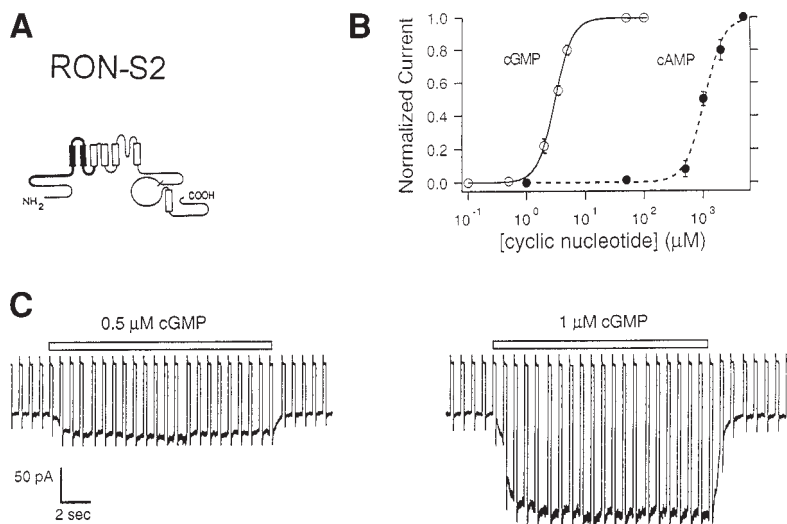 A
RON-S2
NH₂
COOH
B
Normalized Current
1.0
0.8
0.6
0.4
0.2
0.0
cGMP
cAMP
10⁻¹ 10⁰ 10¹ 10² 10³
[cyclic nucleotide] (μM)
C
0.5 μM cGMP
1 μM cGMP
50 pA
2 sec